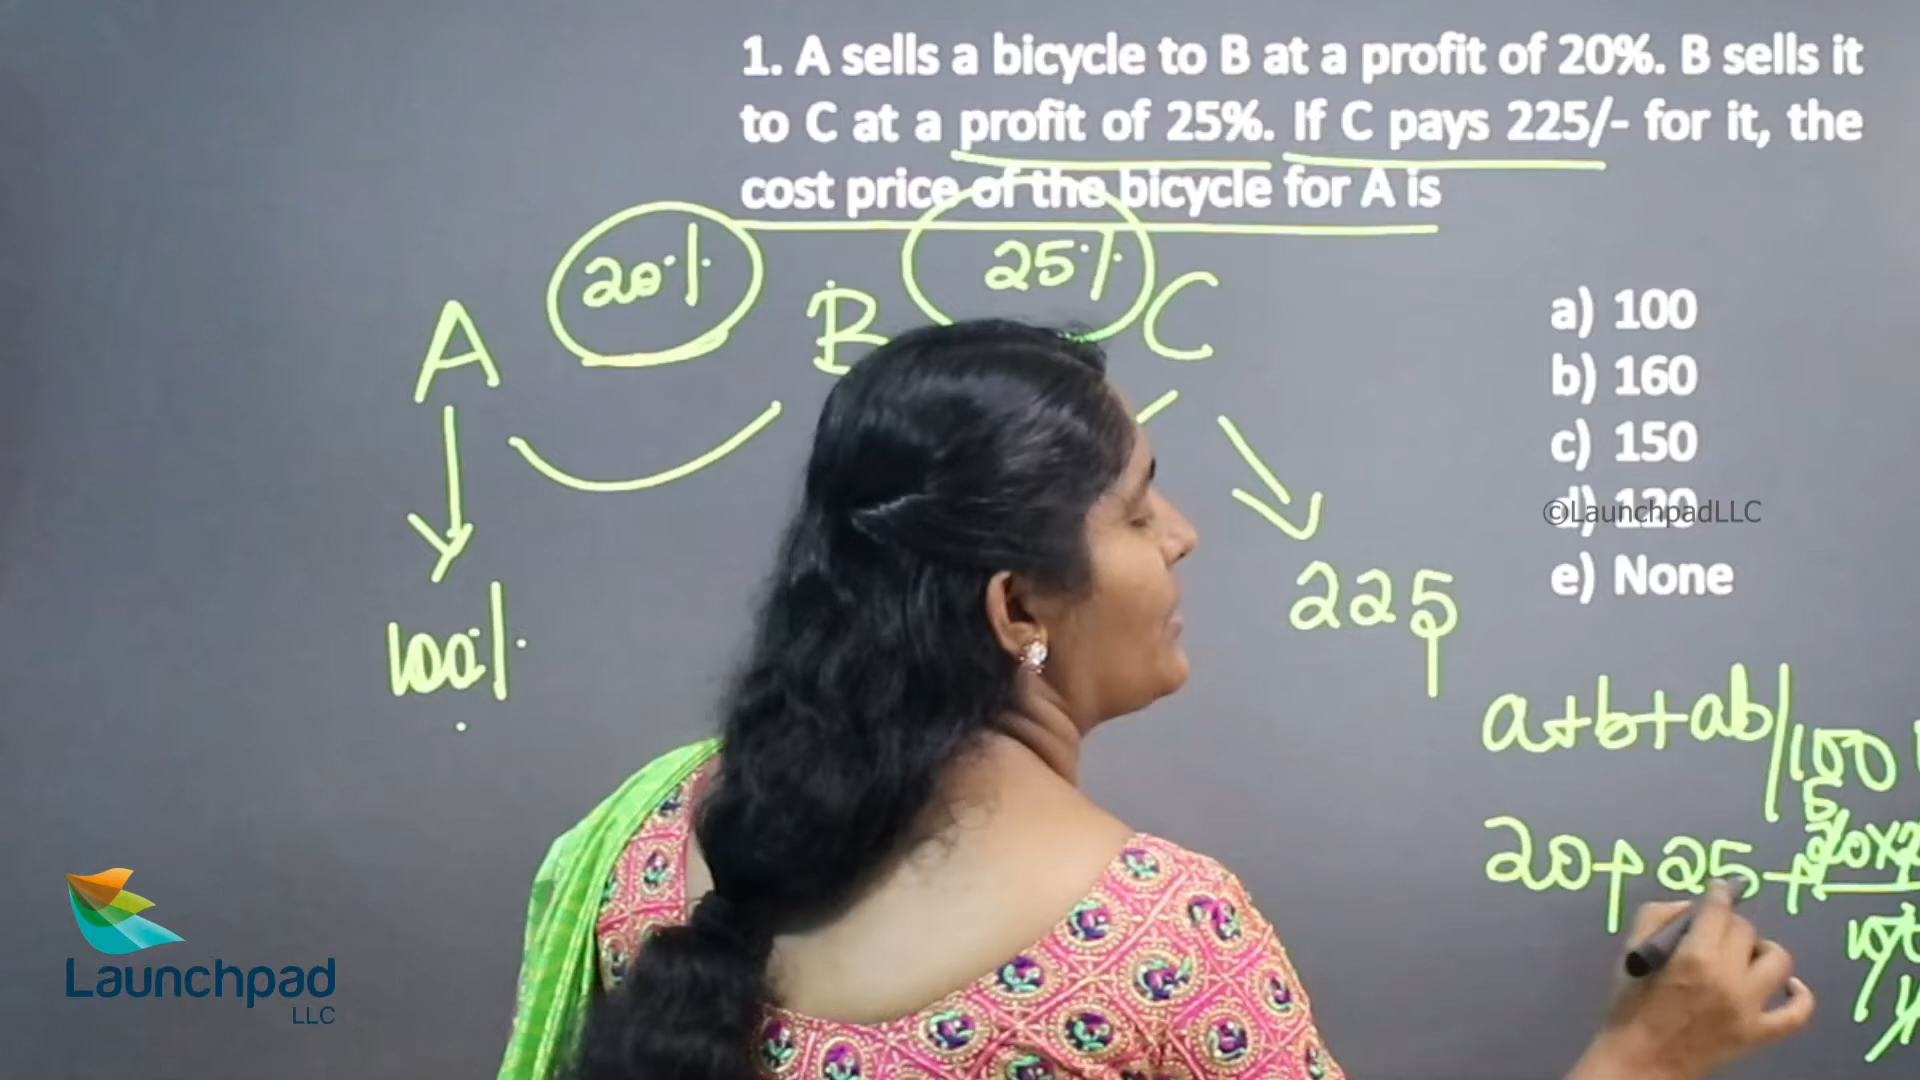 1. A sells a bicycle to B at a profit of 20%. B sells it
to C at a profit of 25%. If C pays 225/- for it, the
cost price of the bicycle for A is
20% 25%
A B C
a) 100
b) 160
c) 150
d) 120
©LaunchpadLLC
e) None
100%
225
a+b+ab/100
20+25+
Launchpad
LLC